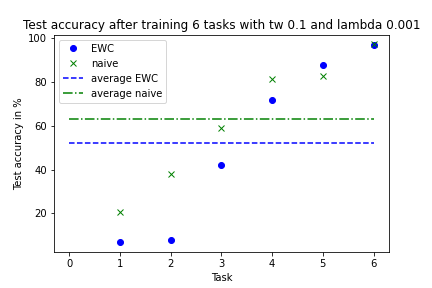 Test accuracy after training 6 tasks with tw 0.1 and lambda 0.001
100
80
60
40
20
Test accuracy in %
EWC
naive
average EWC
average naive
0 1 2 3 4 5 6
Task